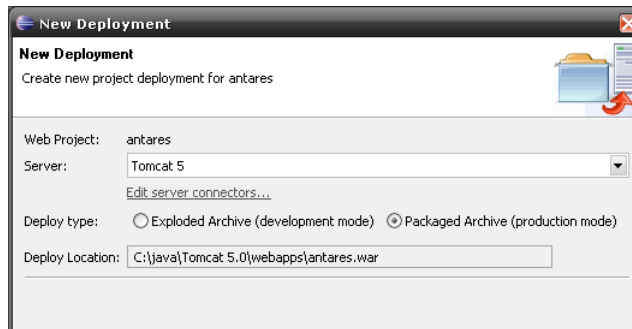 New Deployment
New Deployment
Create new project deployment for antares
Web Project: antares
Server: Tomcat 5
Edit server connectors...
Deploy type: Exploded Archive (development mode) Packaged Archive (production mode)
Deploy Location: C:\java\Tomcat 5.0\webapps\antares.war